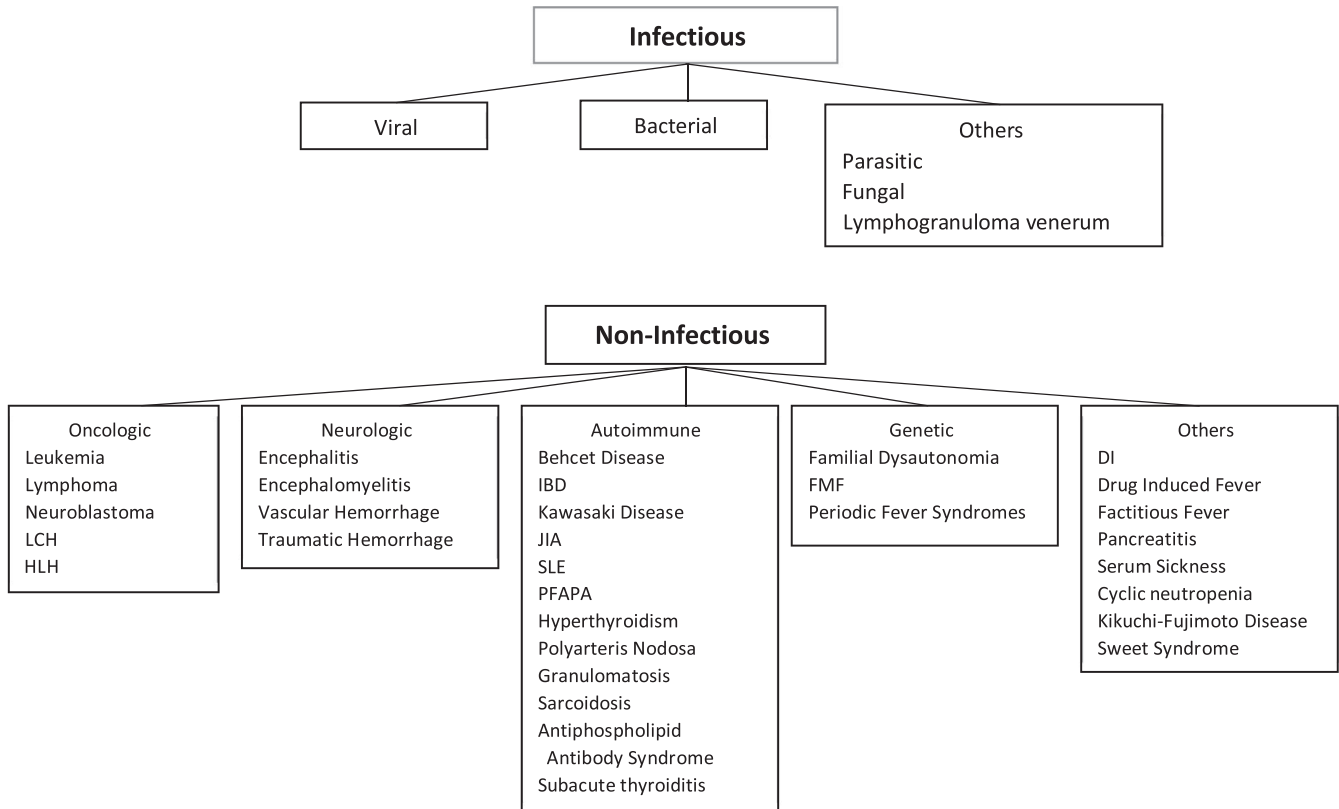 Infectious
Viral
Bacterial
Others
Parasitic
Fungal
Lymphogranuloma venerum
Non-Infectious
Oncologic
Leukemia
Lymphoma
Neuroblastoma
LCH
HLH
Neurologic
Encephalitis
Encephalomyelitis
Vascular Hemorrhage
Traumatic Hemorrhage
Autoimmune
Behcet Disease
IBD
Kawasaki Disease
JIA
SLE
PFAPA
Hyperthyroidism
Polyarteris Nodosa
Granulomatosis
Sarcoidosis
Antiphospholipid
Antibody Syndrome
Subacute thyroiditis
Genetic
Familial Dysautonomia
FMF
Periodic Fever Syndromes
Others
DI
Drug Induced Fever
Factitious Fever
Pancreatitis
Serum Sickness
Cyclic neutropenia
Kikuchi-Fujimoto Disease
Sweet Syndrome